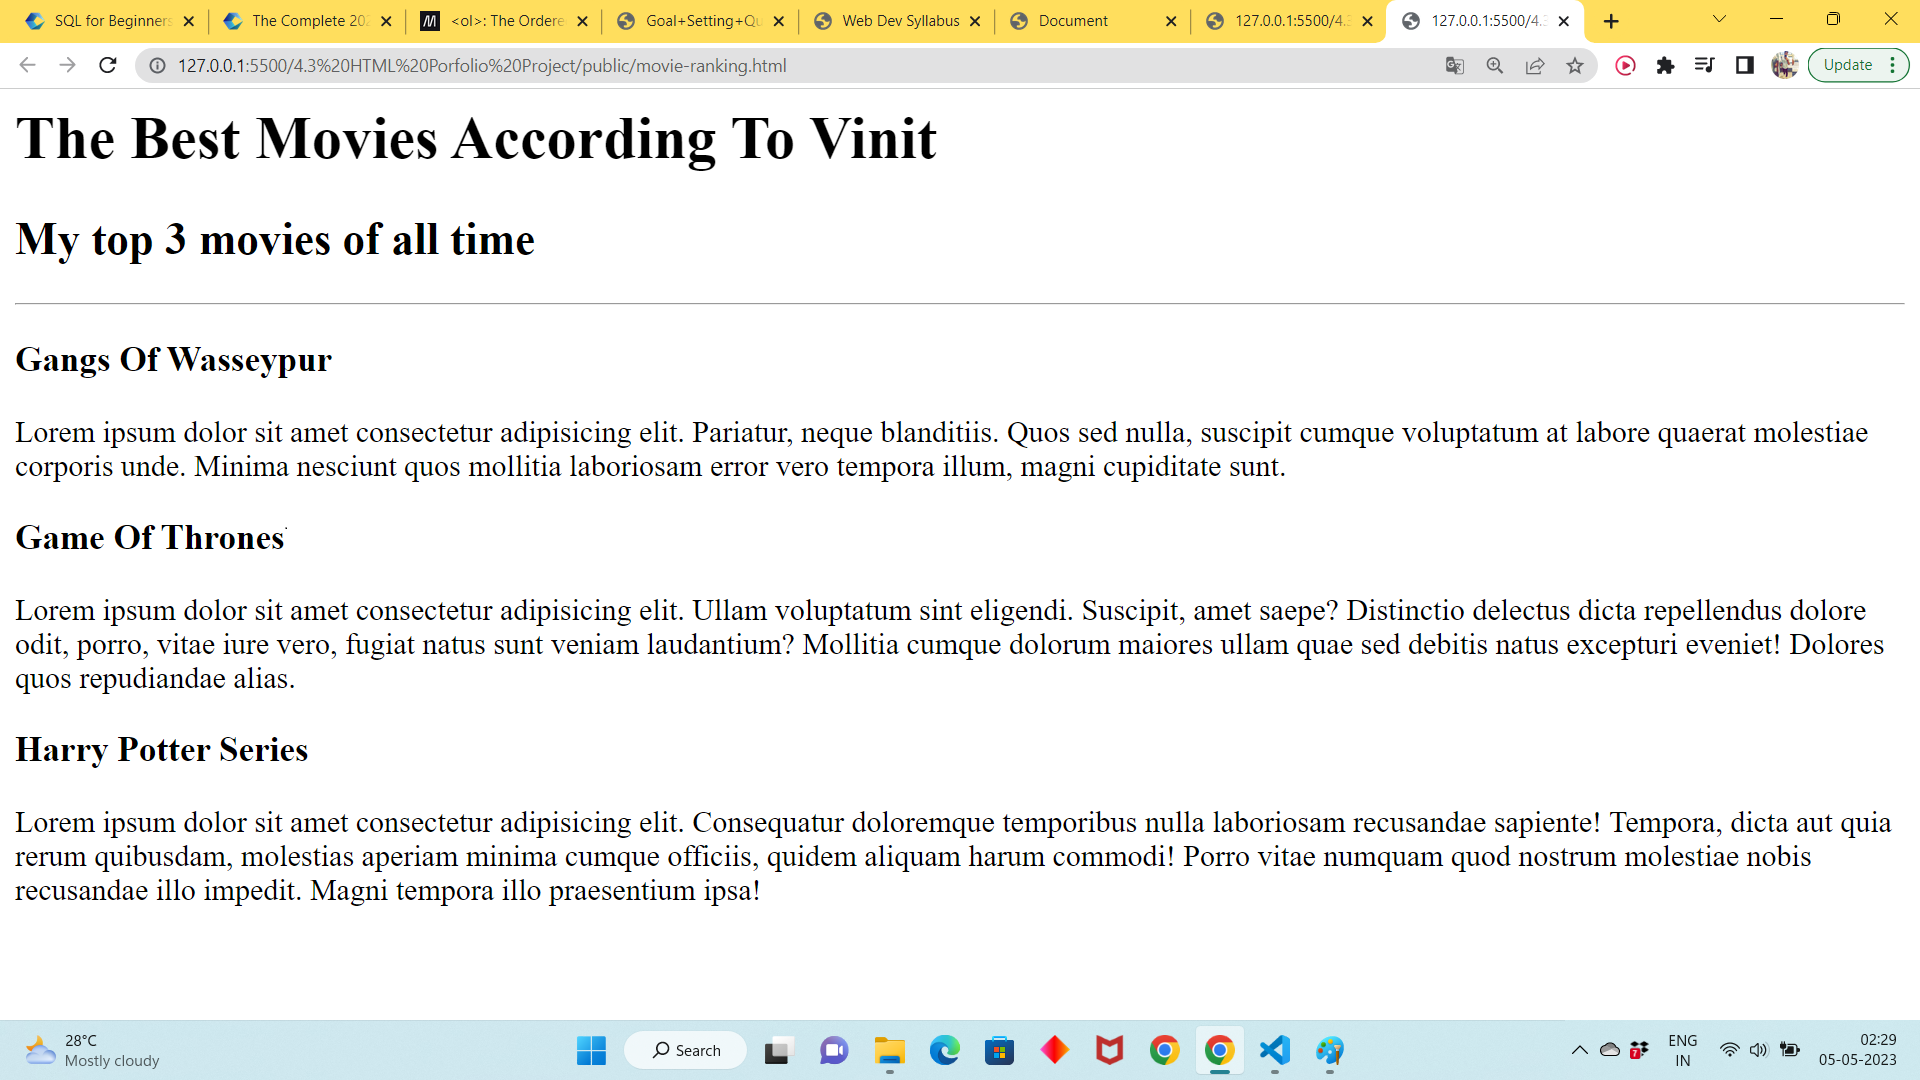 SQL for Beginners
The Complete 202
<ol>: The Ordere
Goal+Setting+Qu
Web Dev Syllabus
Document
127.0.0.1:5500/4.3
127.0.0.1:5500/4.3
127.0.0.1:5500/4.3%20HTML%20Porfolio%20Project/public/movie-ranking.html
Update
The Best Movies According To Vinit
My top 3 movies of all time
Gangs Of Wasseypur
Lorem ipsum dolor sit amet consectetur adipisicing elit. Pariatur, neque blanditiis. Quos sed nulla, suscipit cumque voluptatum at labore quaerat molestiae
corporis unde. Minima nesciunt quos mollitia laboriosam error vero tempora illum, magni cupiditate sunt.
Game Of Thrones
Lorem ipsum dolor sit amet consectetur adipisicing elit. Ullam voluptatum sint eligendi. Suscipit, amet saepe? Distinctio delectus dicta repellendus dolore
odit, porro, vitae iure vero, fugiat natus sunt veniam laudantium? Mollitia cumque dolorum maiores ullam quae sed debitis natus excepturi eveniet! Dolores
quos repudiandae alias.
Harry Potter Series
Lorem ipsum dolor sit amet consectetur adipisicing elit. Consequatur doloremque temporibus nulla laboriosam recusandae sapiente! Tempora, dicta aut quia
rerum quibusdam, molestias aperiam minima cumque officiis, quidem aliquam harum commodi! Porro vitae numquam quod nostrum molestiae nobis
recusandae illo impedit. Magni tempora illo praesentium ipsa!
28°C
Mostly cloudy
Search
7
ENG
IN
02:29
05-05-2023